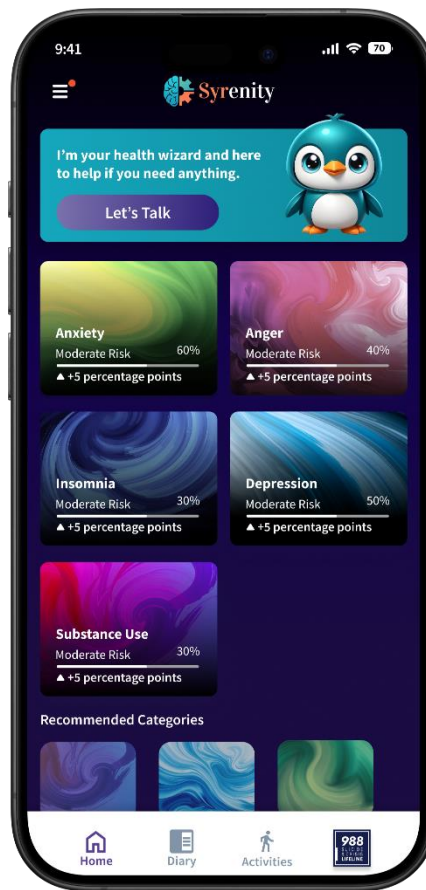 9:41
70
Syrenity
I'm your health wizard and here
to help if you need anything.
Let's Talk
Anxiety
Moderate Risk 60%
▲ +5 percentage points
Anger
Moderate Risk 40%
▲ +5 percentage points
Insomnia
Moderate Risk 30%
▲ +5 percentage points
Depression
Moderate Risk 50%
▲ +5 percentage points
Substance Use
Moderate Risk 30%
▲ +5 percentage points
Recommended Categories
988
LIFELINE
Home
Diary
Activities